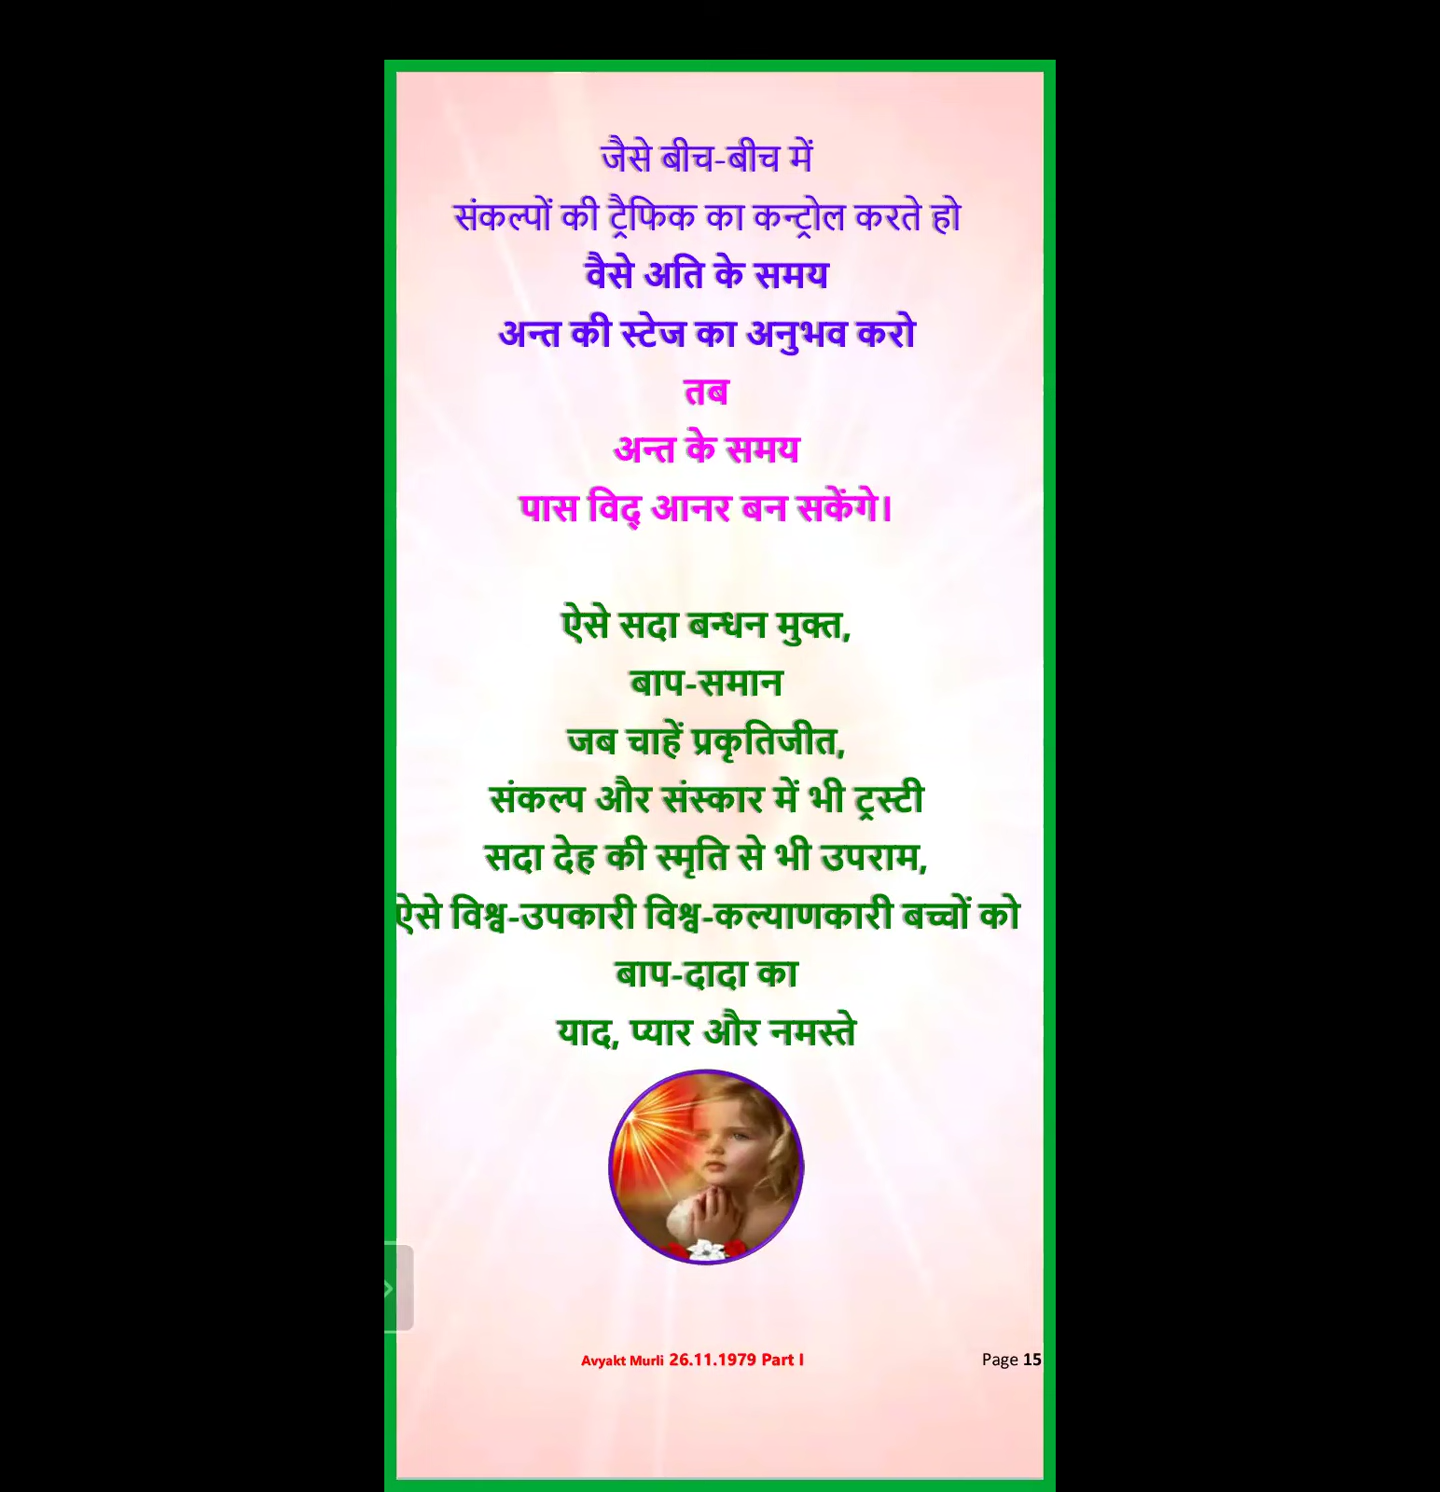 जैसे बीच-बीच में
संकल्पों की ट्रैफिक का कन्ट्रोल करते हो
वैसे अति के समय
अन्त की स्टेज का अनुभव करो
तब
अन्त के समय
पास विद् आनर बन सकेंगे।
ऐसे सदा बन्धन मुक्त,
बाप-समान
जब चाहें प्रकृतिजीत,
संकल्प और संस्कार में भी ट्रस्टी
सदा देह की स्मृति से भी उपराम,
ऐसे विश्व-उपकारी विश्व-कल्याणकारी बच्चों को
बाप-दादा का
याद, प्यार और नमस्ते
Avyakt Murli 26.11.1979 Part I
Page 15